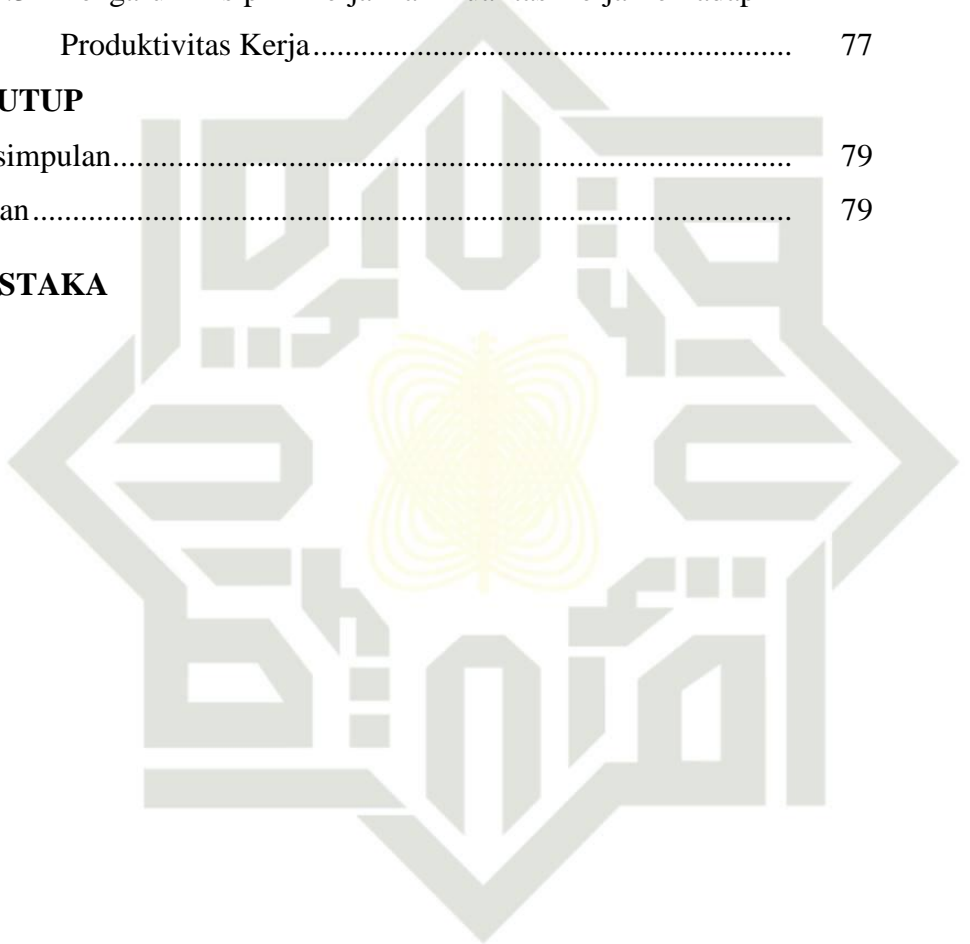 Produktivitas Kerja............................................................ 77
UTUP
simpulan...................................................................................... 79
an................................................................................................ 79
STAKA